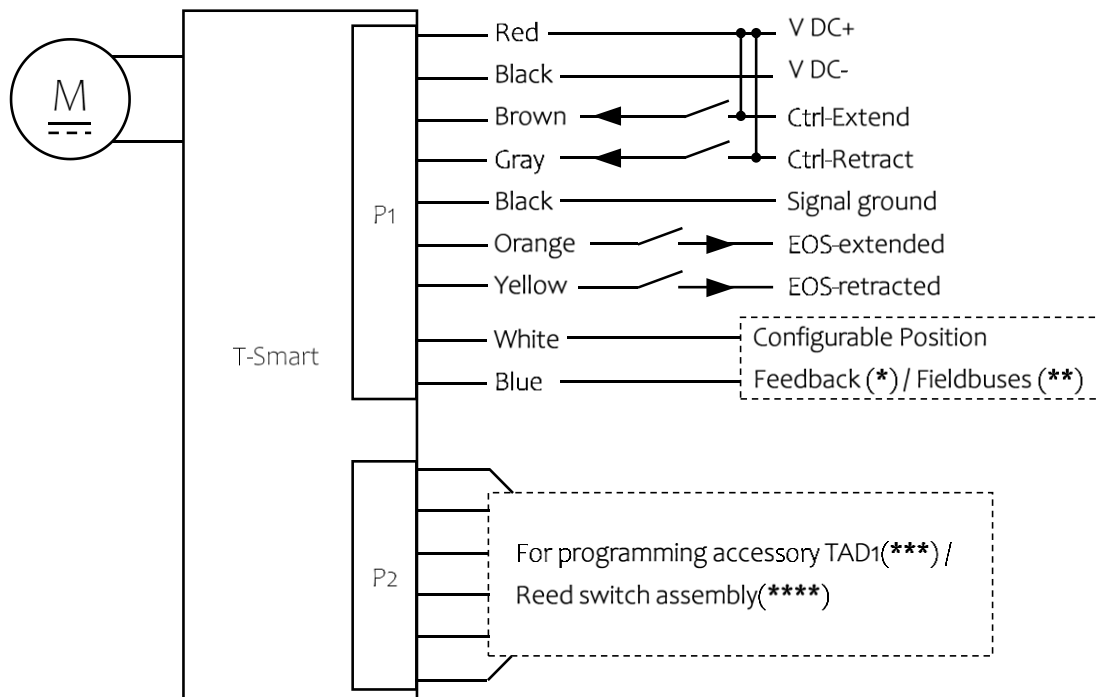 Red V DC+
Black V DC-
M
Brown Ctrl-Extend
Gray Ctrl-Retract
Black Signal ground
P1
Orange EOS-extended
Yellow EOS-retracted
T-Smart
White Configurable Position
Blue Feedback (*) / Fieldbuses (**)
For programming accessory TAD1(***) /
P2
Reed switch assembly(****)